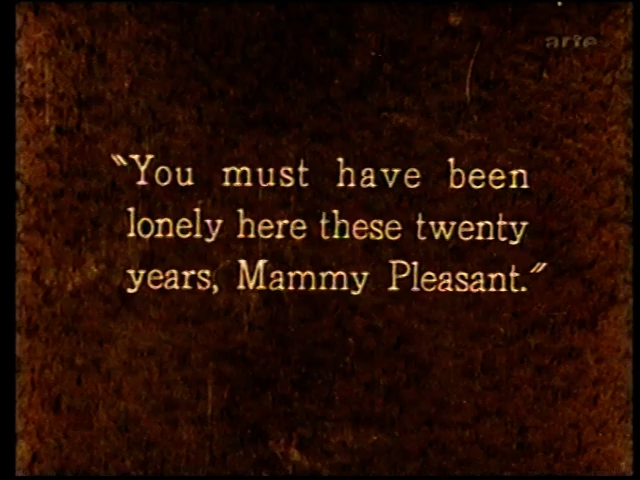 arte
"You must have been
lonely here these twenty
years, Mammy Pleasant."